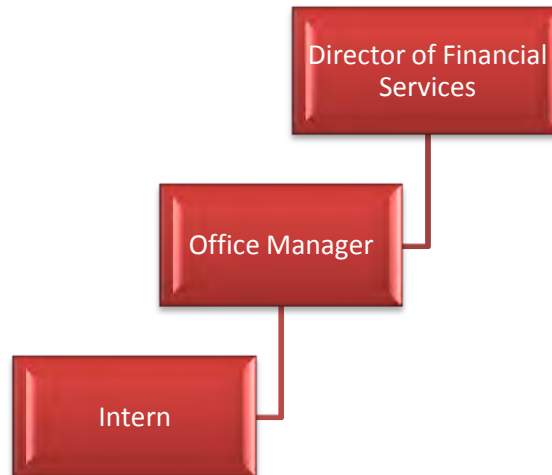 Director of Financial
Services
Office Manager
Intern